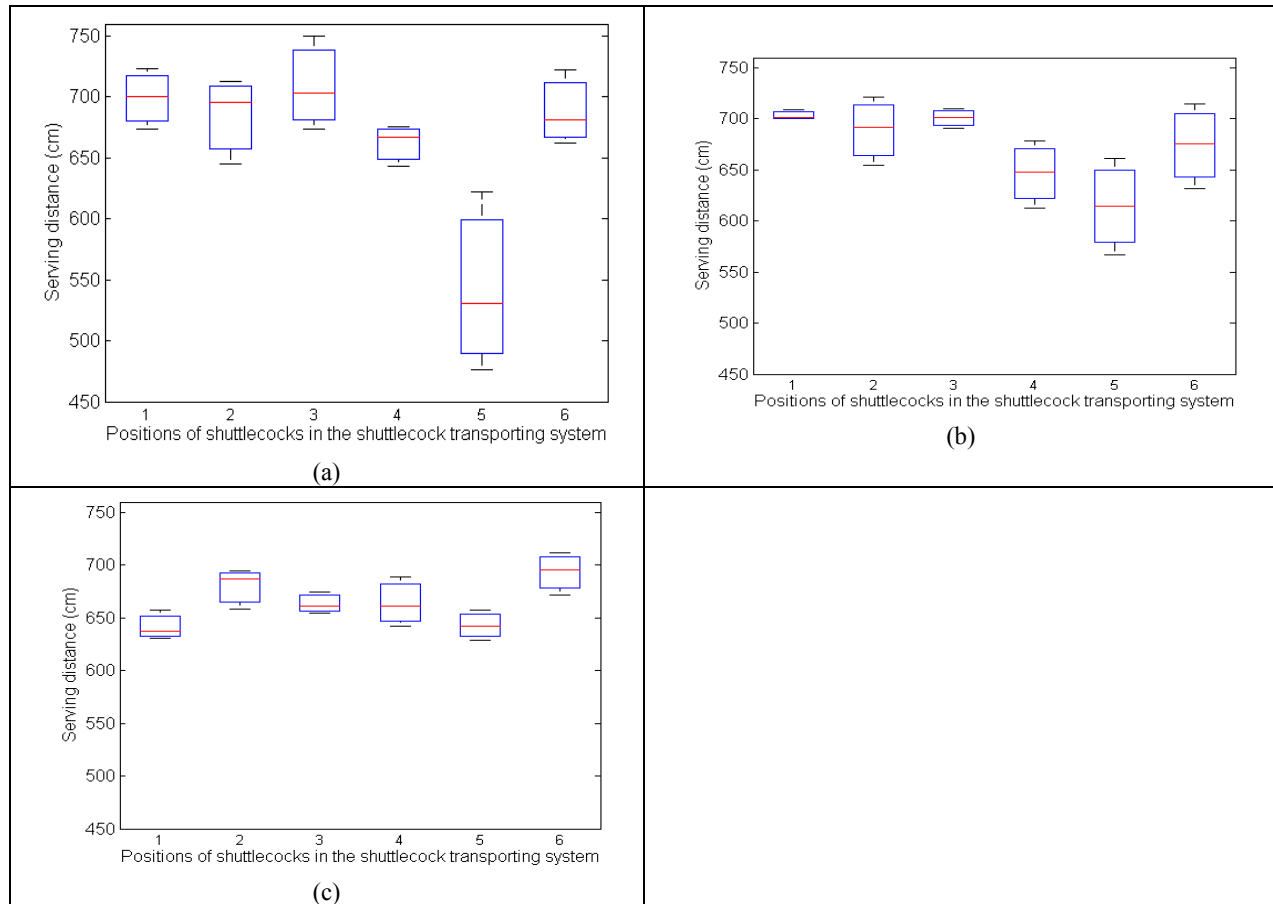 750
700
650
600
550
500
450
Serving distance (cm)
1 2 3 4 5 6
Positions of shuttlecocks in the shuttlecock transporting system
(a)
750
700
650
600
550
500
450
Serving distance (cm)
1 2 3 4 5 6
Positions of shuttlecocks in the shuttlecock transporting system
(b)
750
700
650
600
550
500
450
Serving distance (cm)
1 2 3 4 5 6
Positions of shuttlecocks in the shuttlecock transporting system
(c)